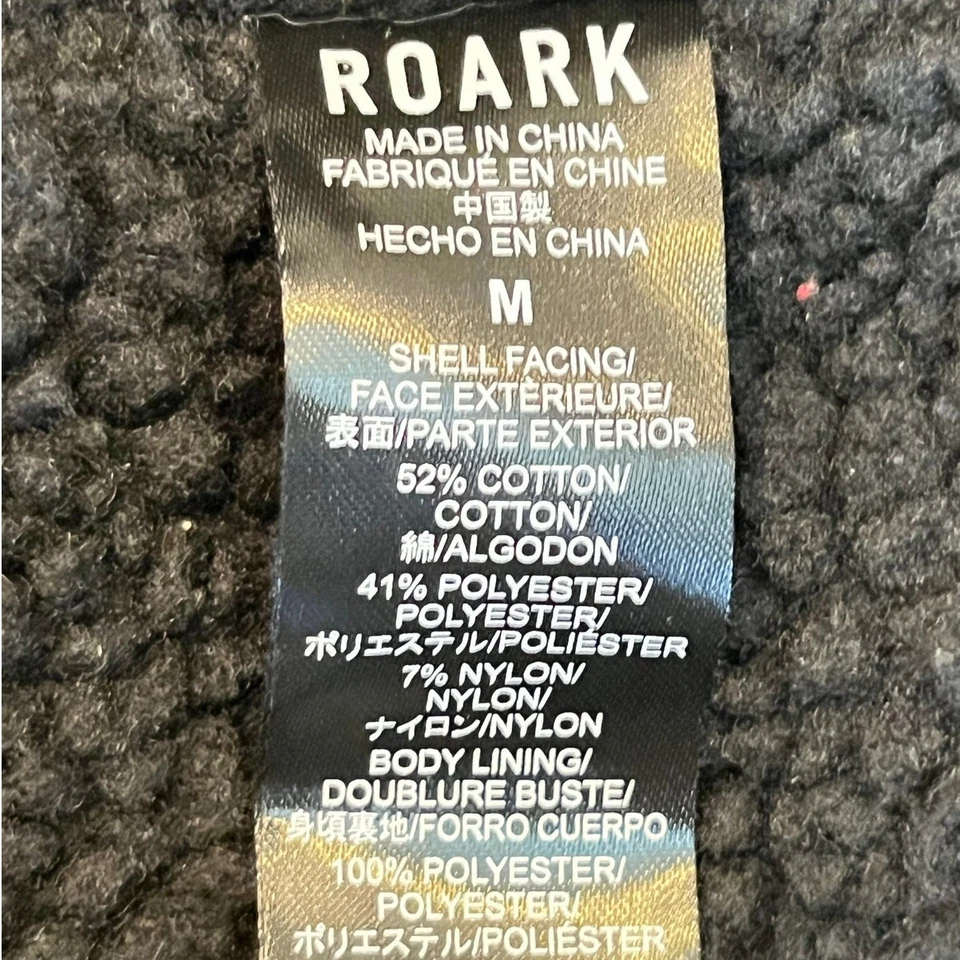 ROARK
MADE IN CHINA
FABRIQUÉ EN CHINE
中国製
HECHO EN CHINA
M
SHELL FACING/
FACE EXTÉRIEURE/
表面/PARTE EXTERIOR
52% COTTON/
COTTON/
綿/ALGODON
41% POLYESTER/
POLYESTER/
ポリエステル/POLIÉSTER
7% NYLON/
NYLON/
ナイロン/NYLON
BODY LINING/
DOUBLURE BUSTE/
身頃裏地/FORRO CUERPO
100% POLYESTER/
POLYESTER/
ポリエステル/POLIÉSTER